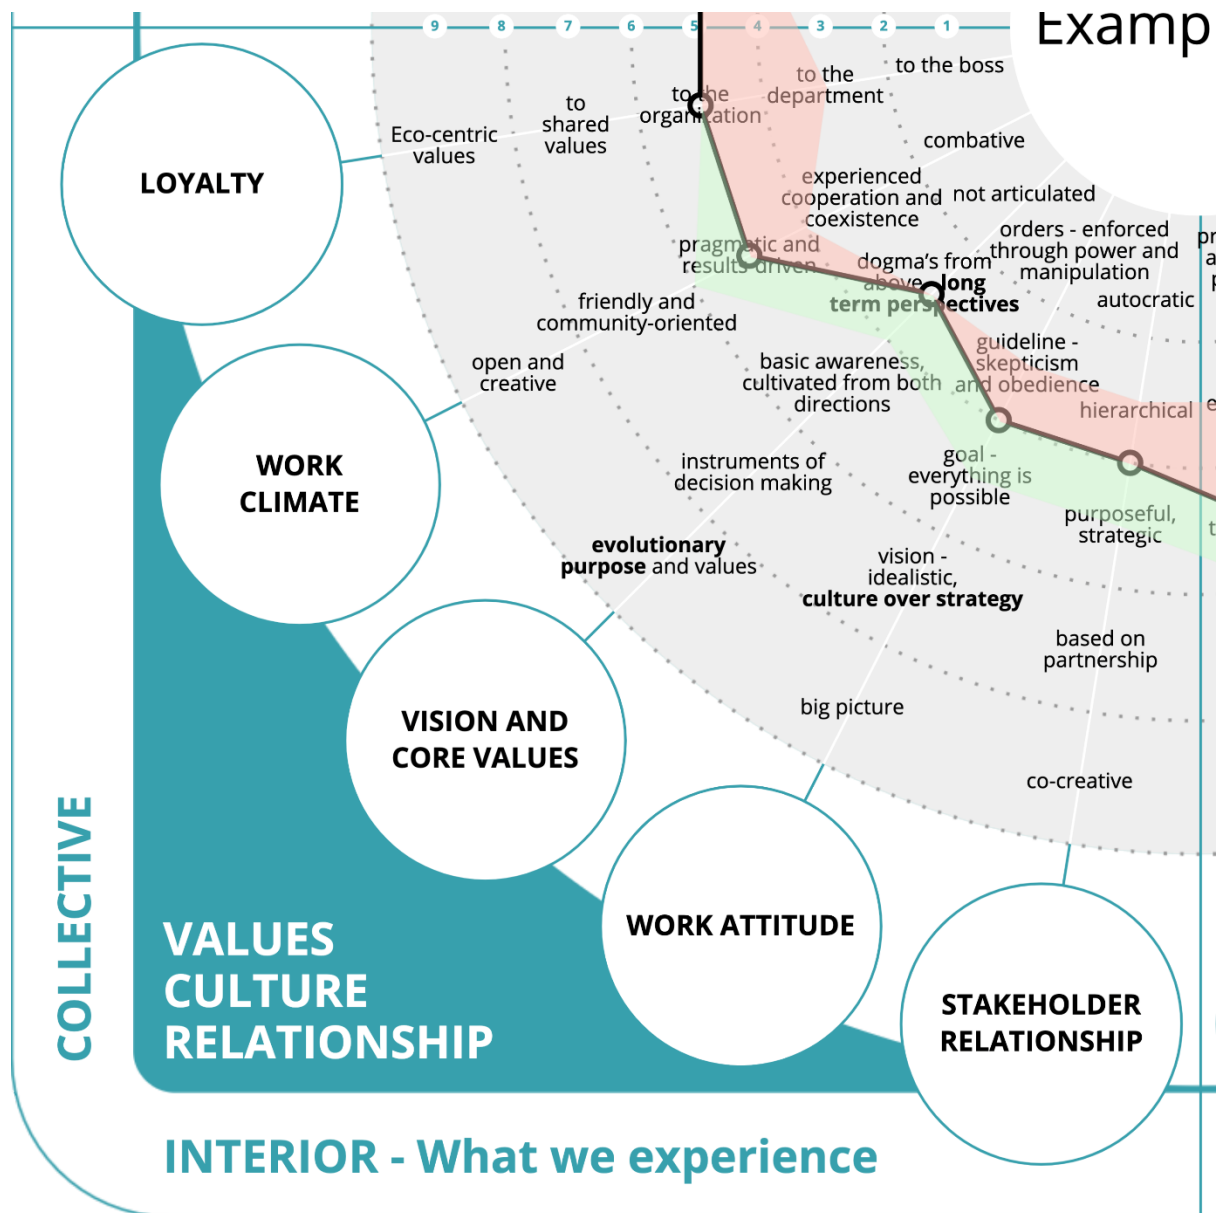 9 8 7 6 5 4 3 2 1
Examp
to the boss
to the
department
to the
organization
to
shared
values
Eco-centric
values
LOYALTY
combative
experienced
cooperation and
coexistence
pragmatic and
results-driven
friendly and
community-oriented
open and
creative
WORK
CLIMATE
not articulated
dogma's from
above - long
term perspectives
basic awareness,
cultivated from both
directions
instruments of
decision making
evolutionary
purpose and values
VISION AND
CORE VALUES
orders - enforced
through power and
manipulation
guideline -
skepticism
and obedience
goal -
everything is
possible
vision -
idealistic,
culture over strategy
big picture
WORK ATTITUDE
autocratic
hierarchical
purposeful,
strategic
based on
partnership
co-creative
STAKEHOLDER
RELATIONSHIP
COLLECTIVE
VALUES
CULTURE
RELATIONSHIP
INTERIOR - What we experience